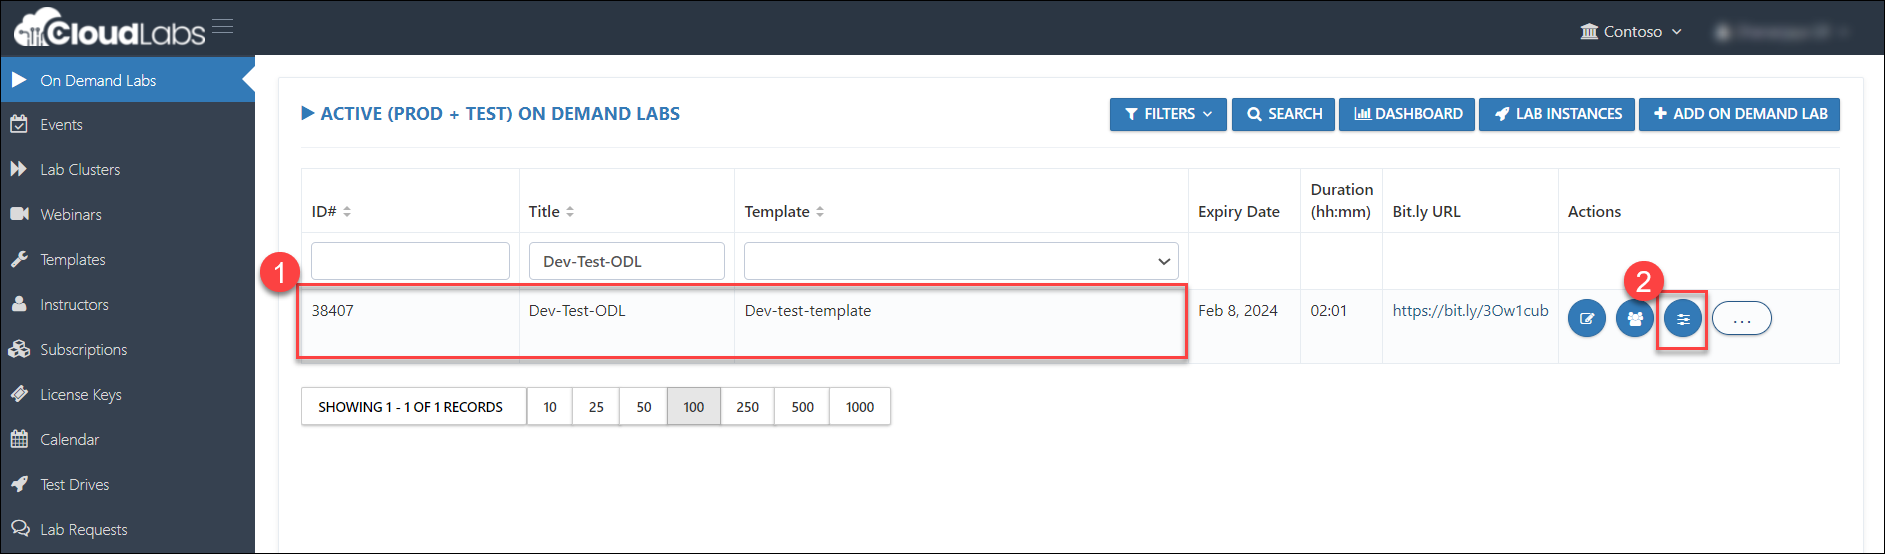 CloudLabs
Contoso
On Demand Labs
Events
Lab Clusters
Webinars
Templates
Instructors
Subscriptions
License Keys
Calendar
Test Drives
Lab Requests
ACTIVE (PROD + TEST) ON DEMAND LABS
FILTERS SEARCH DASHBOARD LAB INSTANCES + ADD ON DEMAND LAB
ID# Title Template Expiry Date Duration (hh:mm) Bit.ly URL Actions
Dev-Test-ODL
1
2
38407 Dev-Test-ODL Dev-test-template Feb 8, 2024 02:01 https://bit.ly/3Ow1cub ...
SHOWING 1 - 1 OF 1 RECORDS 10 25 50 100 250 500 1000